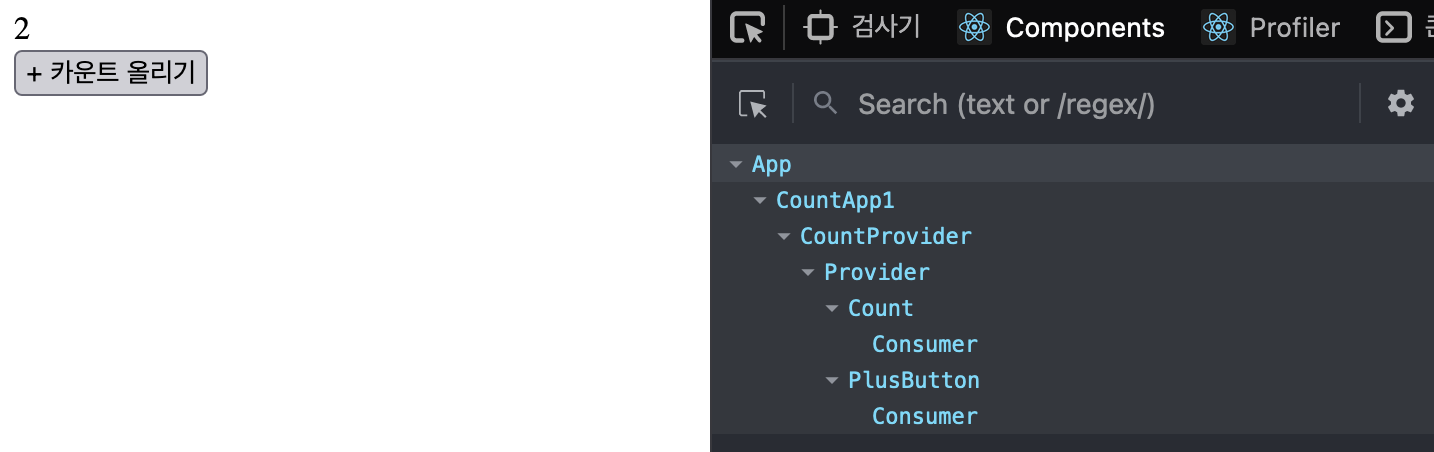 2
+ 카운트 올리기
검사기 Components Profiler
Search (text or /regex/)
App
CountApp1
CountProvider
Provider
Count
Consumer
PlusButton
Consumer